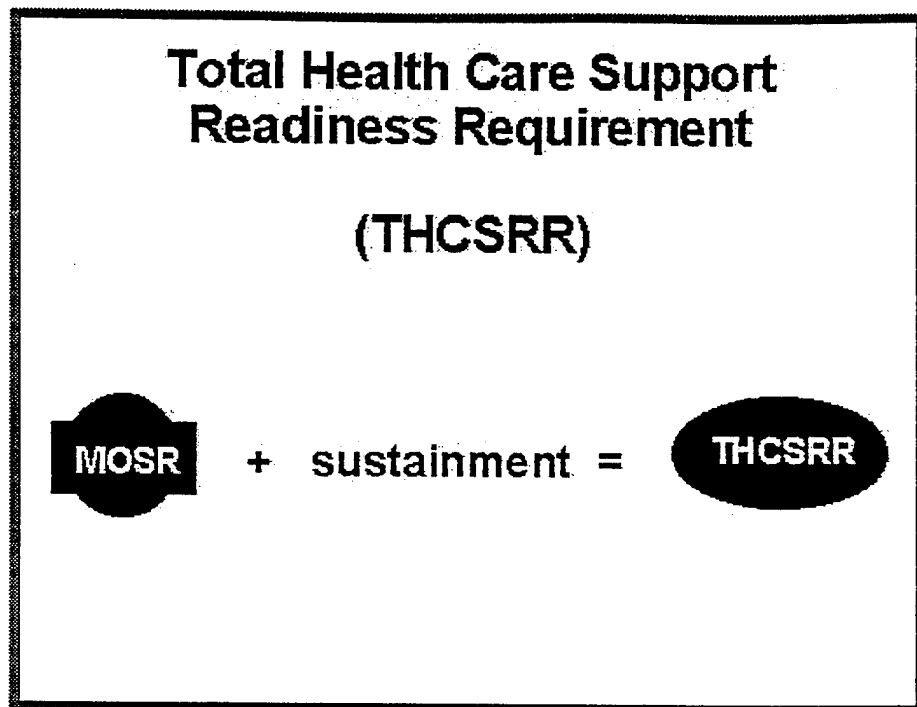 Total Health Care Support
Readiness Requirement
(THCSRR)
MOSR + sustainment = THCSRR